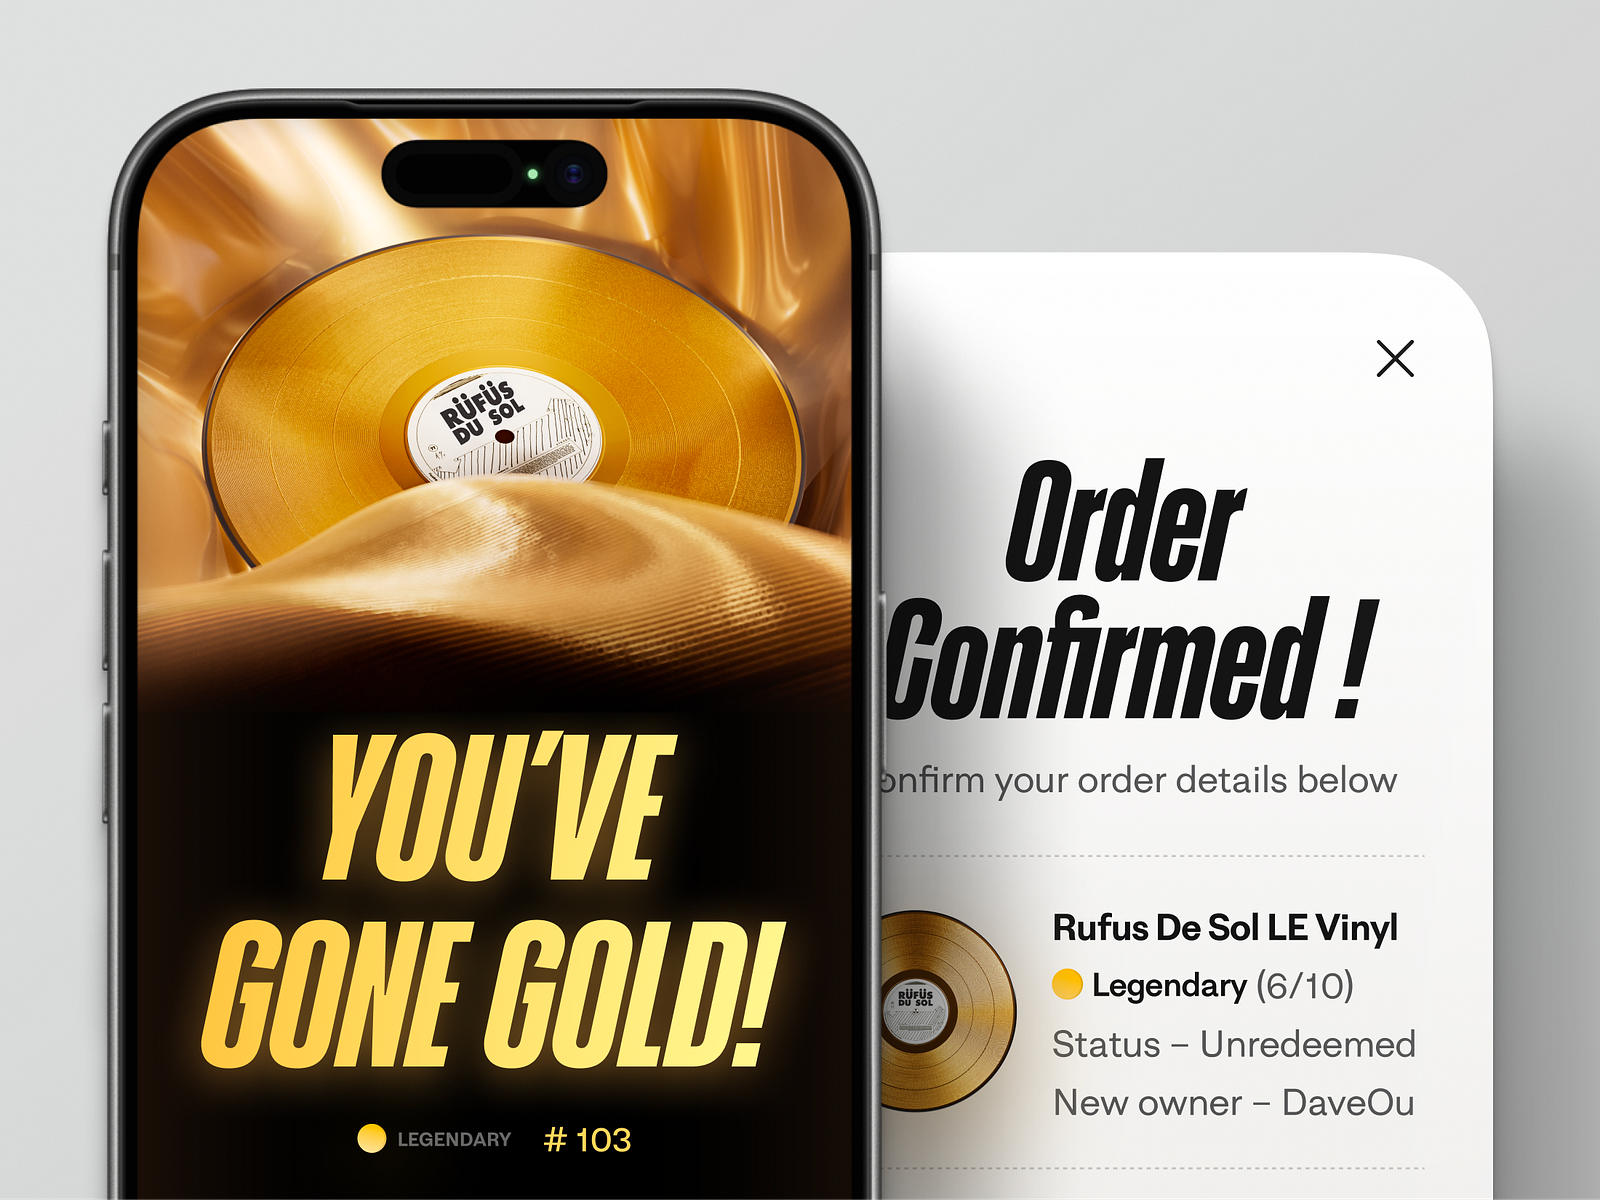 RÜFÜS
DU SOL
YOU'VE
GONE GOLD!
LEGENDARY # 103
Order
Confirmed !
onfirm your order details below
Rufus De Sol LE Vinyl
Legendary (6/10)
Status – Unredeemed
New owner – DaveOu
RÜFÜS
DU SOL